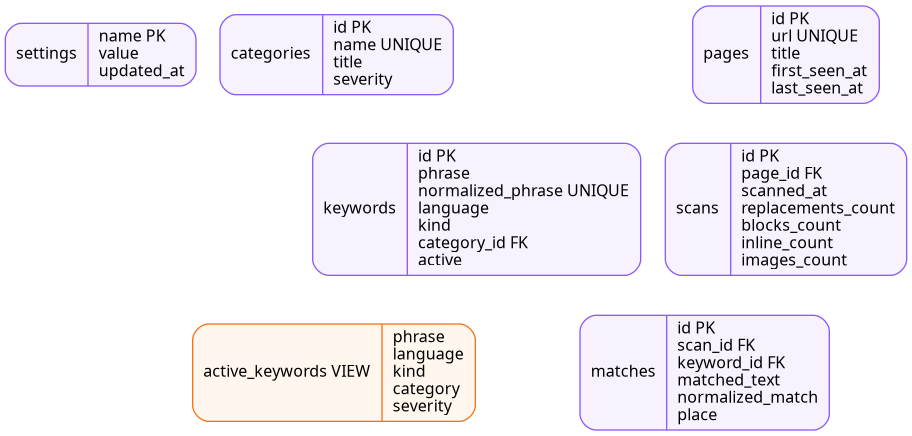 settings
name PK
value
updated_at
categories
id PK
name UNIQUE
title
severity
pages
id PK
url UNIQUE
title
first_seen_at
last_seen_at
keywords
id PK
phrase
normalized_phrase UNIQUE
language
kind
category_id FK
active
scans
id PK
page_id FK
scanned_at
replacements_count
blocks_count
inline_count
images_count
active_keywords VIEW
phrase
language
kind
category
severity
matches
id PK
scan_id FK
keyword_id FK
matched_text
normalized_match
place